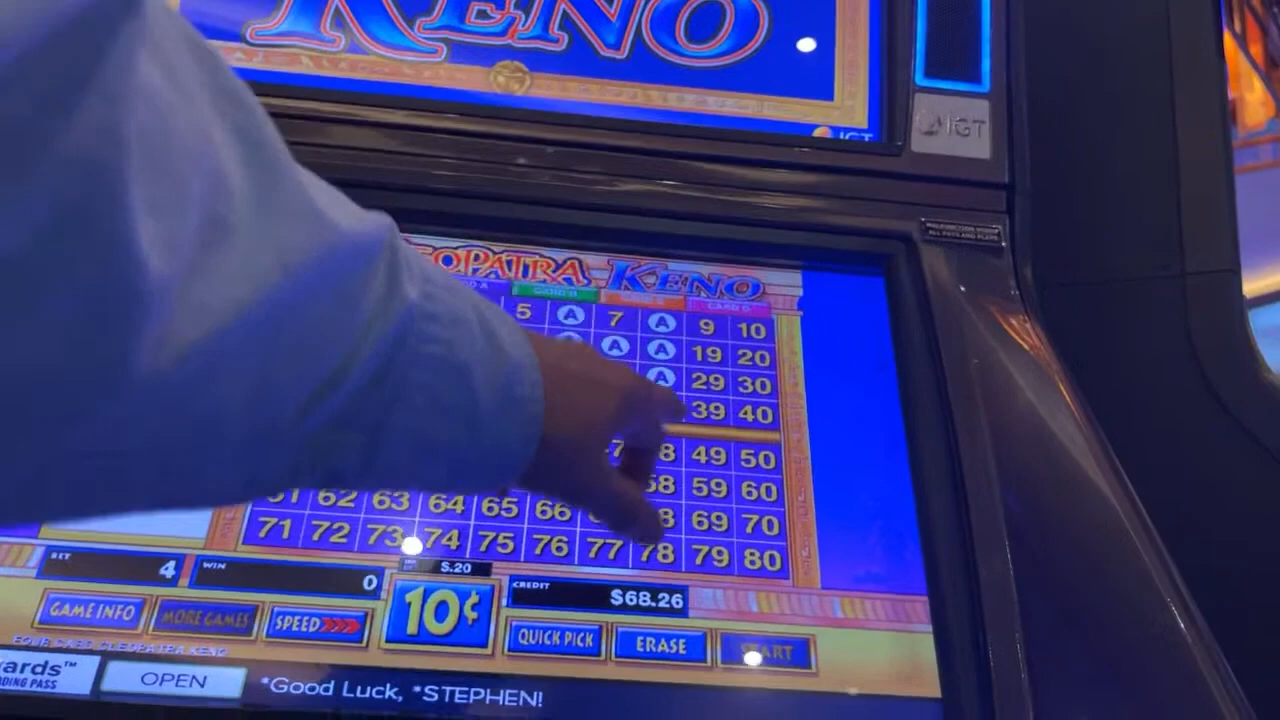 KENO
IGT
IGT
CLEOPATRA KENO
CARD D
5 A 7 A 9 10
A A 19 20
A 29 30
39 40
49 50
59 60
62 63 64 65 66 69 70
71 72 73 74 75 76 77 78 79 80
BET 4 WIN 0 $.20 CREDIT $68.26
GAME INFO MORE GAMES SPEED 10¢ QUICK PICK ERASE START
FOUR CARD CLEOPATRA KENO
OPEN *Good Luck, *STEPHEN!